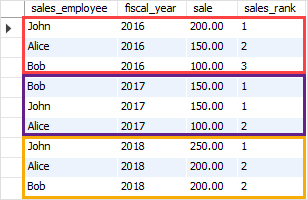 sales_employee fiscal_year sale sales_rank
John 2016 200.00 1
Alice 2016 150.00 2
Bob 2016 100.00 3
Bob 2017 150.00 1
John 2017 150.00 1
Alice 2017 100.00 2
John 2018 250.00 1
Alice 2018 200.00 2
Bob 2018 200.00 2